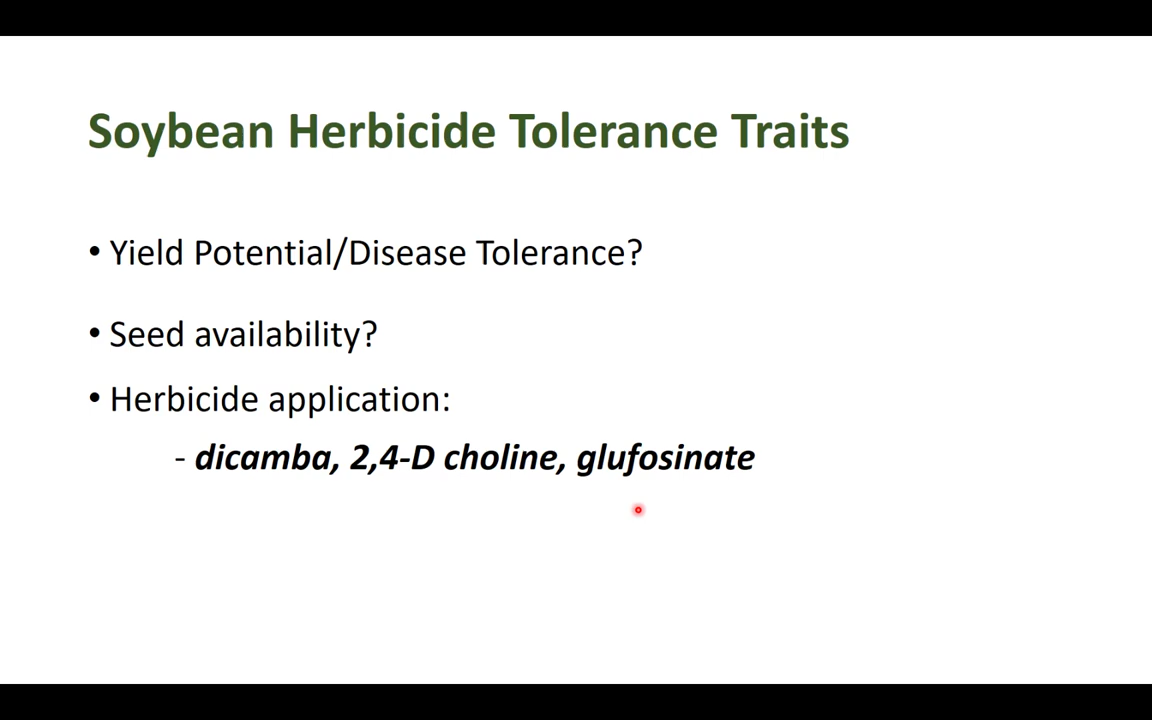 Soybean Herbicide Tolerance Traits
• Yield Potential/Disease Tolerance?
• Seed availability?
• Herbicide application:
- dicamba, 2,4-D choline, glufosinate